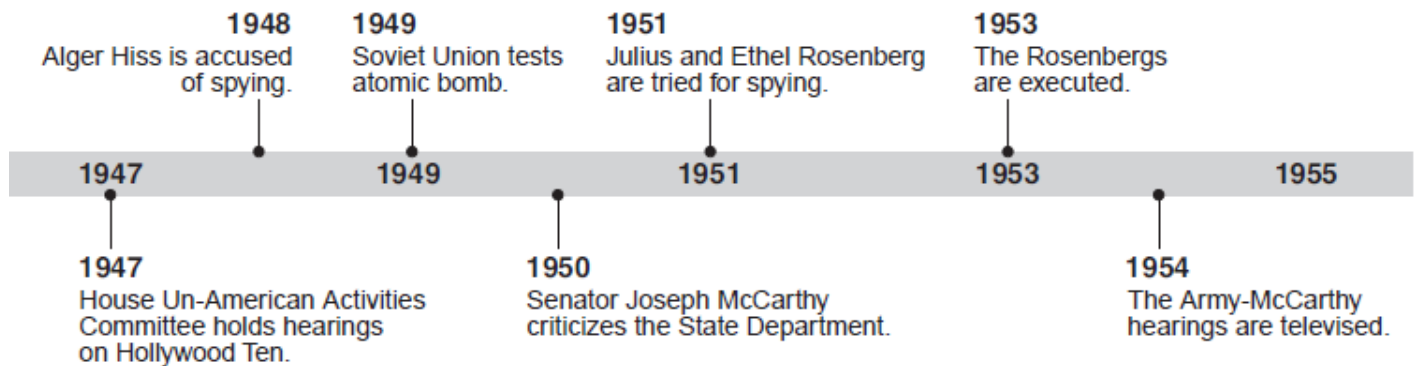 1948
Alger Hiss is accused
of spying.
1949
Soviet Union tests
atomic bomb.
1951
Julius and Ethel Rosenberg
are tried for spying.
1953
The Rosenbergs
are executed.
1947
1949
1951
1953
1955
1947
House Un-American Activities
Committee holds hearings
on Hollywood Ten.
1950
Senator Joseph McCarthy
criticizes the State Department.
1954
The Army-McCarthy
hearings are televised.